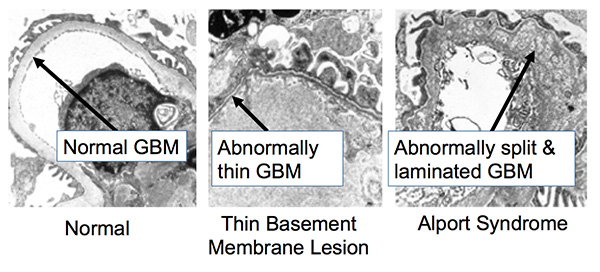 Normal GBM
Abnormally
thin GBM
Abnormally split &
laminated GBM
Normal
Thin Basement
Membrane Lesion
Alport Syndrome